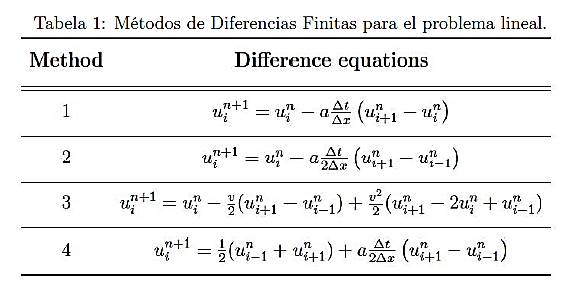 Tabela 1: Métodos de Diferencias Finitas para el problema lineal.
Method Difference equations
1 $u_i^{n+1} = u_i^n - a\frac{\Delta t}{\Delta x}\left(u_{i+1}^n - u_i^n\right)$
2 $u_i^{n+1} = u_i^n - a\frac{\Delta t}{2\Delta x}\left(u_{i+1}^n - u_{i-1}^n\right)$
3 $u_i^{n+1} = u_i^n - \frac{v}{2}(u_{i+1}^n - u_{i-1}^n) + \frac{v^2}{2}(u_{i+1}^n - 2u_i^n + u_{i-1}^n)$
4 $u_i^{n+1} = \frac{1}{2}(u_{i-1}^n + u_{i+1}^n) + a\frac{\Delta t}{2\Delta x}\left(u_{i+1}^n - u_{i-1}^n\right)$